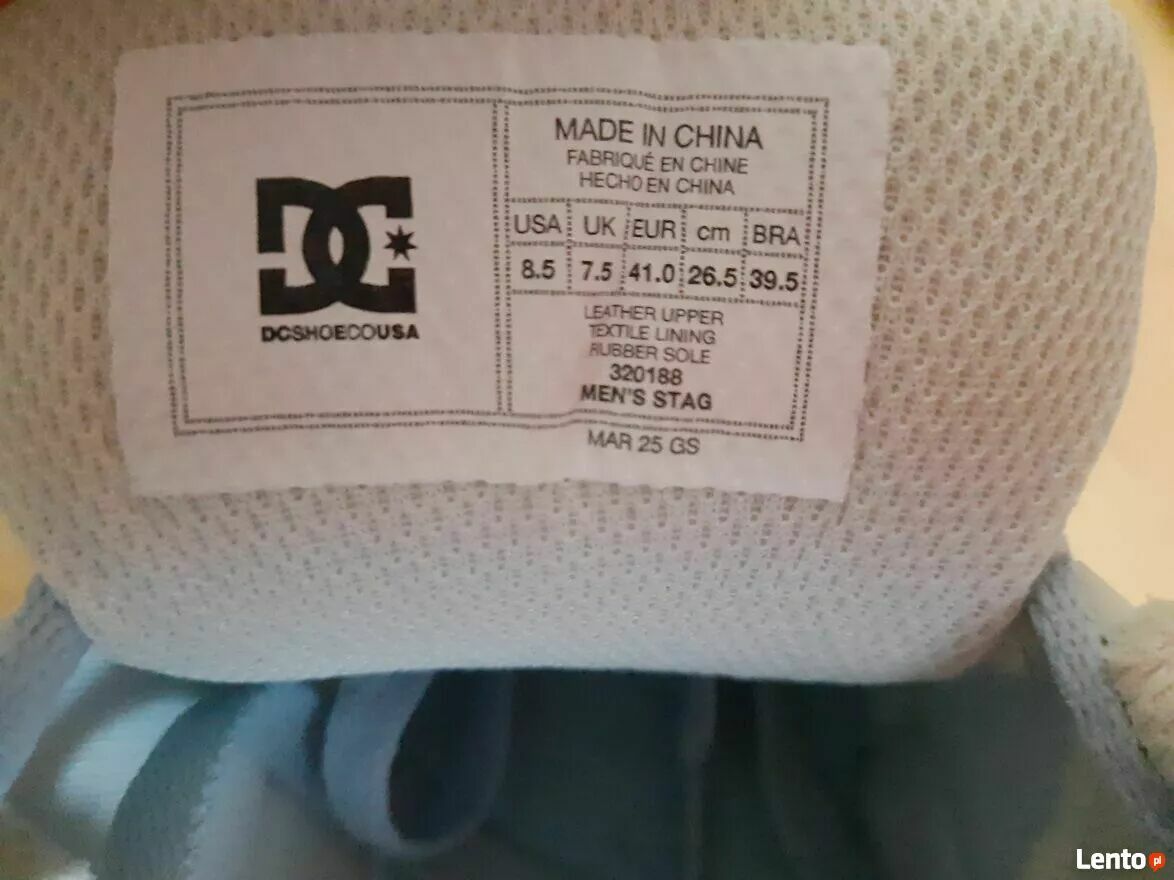 DC
DCSHOECOUSA
MADE IN CHINA
FABRIQUÉ EN CHINE
HECHO EN CHINA
USA UK EUR cm BRA
8.5 7.5 41.0 26.5 39.5
LEATHER UPPER
TEXTILE LINING
RUBBER SOLE
320188
MEN'S STAG
MAR 25 GS
Lento pl